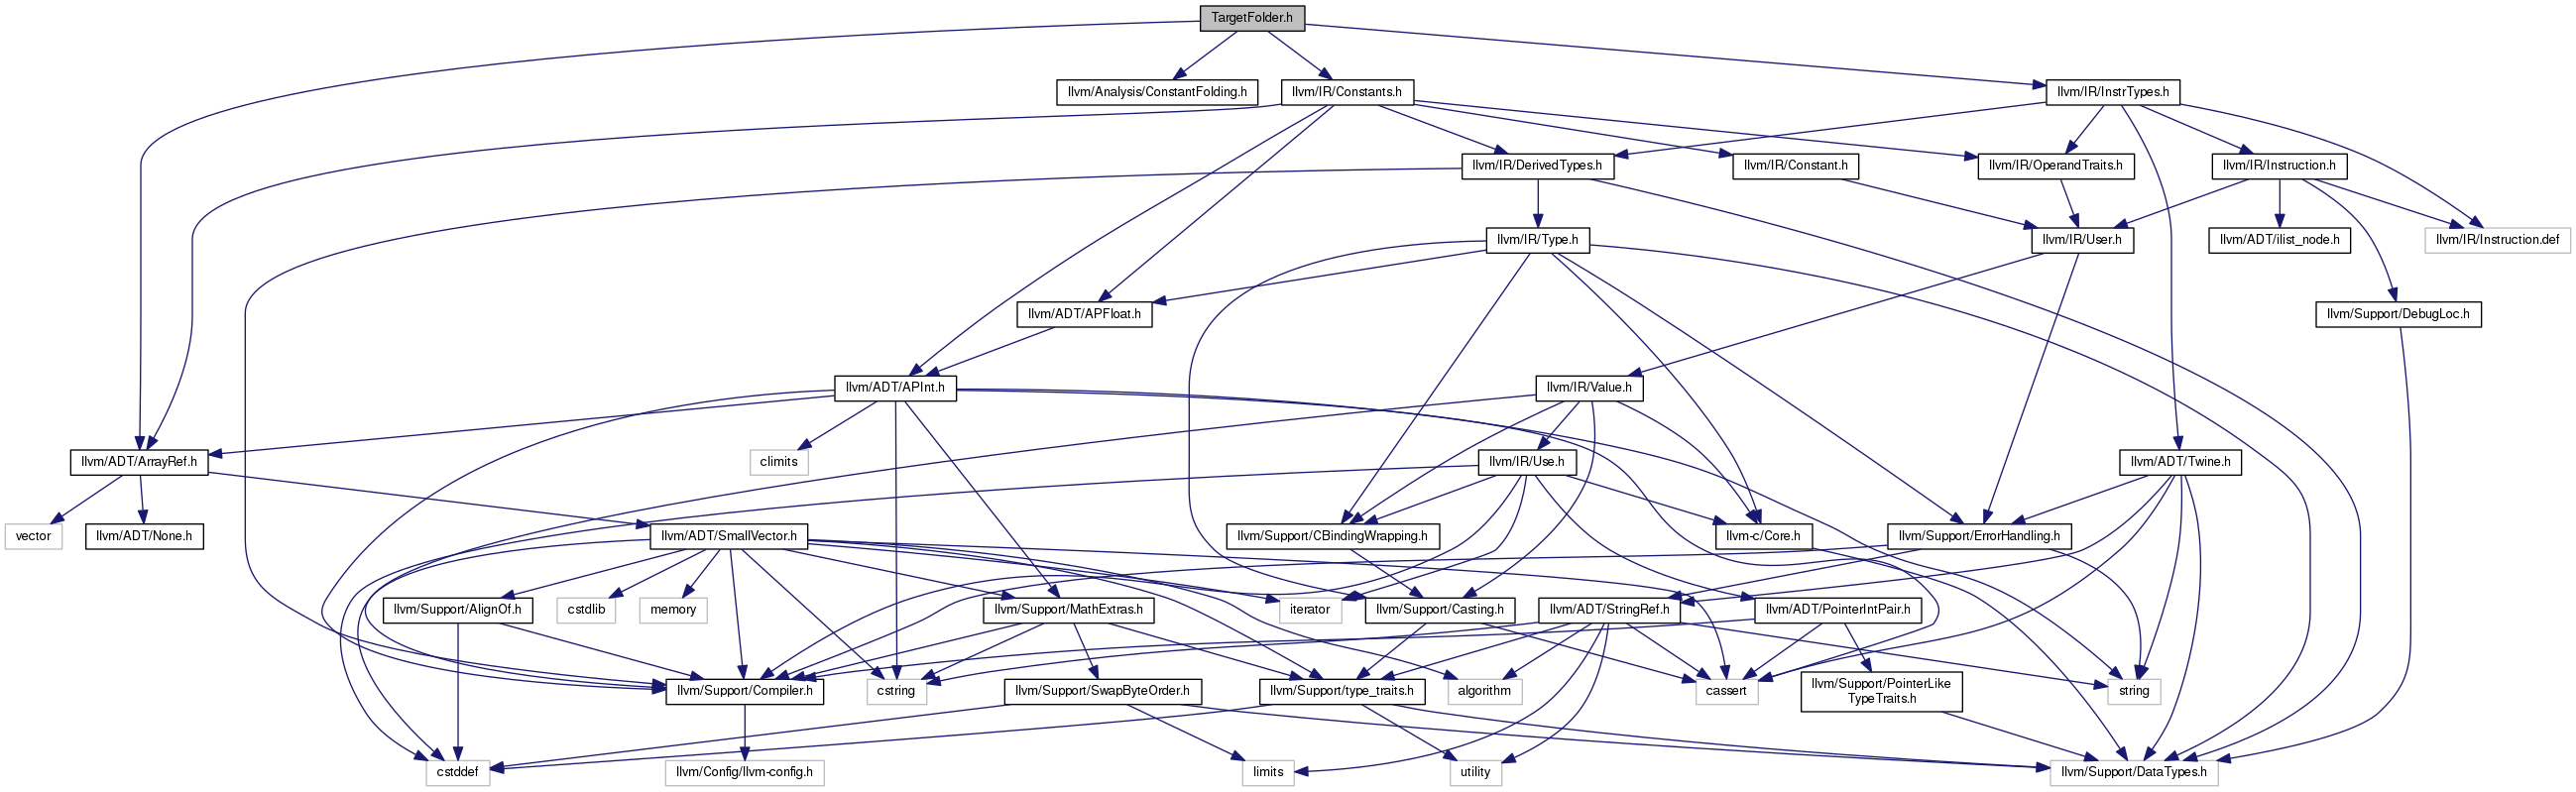 TargetFolder.h
llvm/Analysis/ConstantFolding.h
llvm/IR/Constants.h
llvm/IR/InstrTypes.h
llvm/IR/DerivedTypes.h
llvm/IR/Constant.h
llvm/IR/OperandTraits.h
llvm/IR/Instruction.h
llvm/IR/Type.h
llvm/IR/User.h
llvm/ADT/ilist_node.h
llvm/IR/Instruction.def
llvm/ADT/APFloat.h
llvm/Support/DebugLoc.h
llvm/ADT/APInt.h
llvm/IR/Value.h
llvm/ADT/ArrayRef.h
climits
llvm/IR/Use.h
llvm/ADT/Twine.h
vector
llvm/ADT/None.h
llvm/ADT/SmallVector.h
llvm/Support/CBindingWrapping.h
llvm-c/Core.h
llvm/Support/ErrorHandling.h
llvm/Support/AlignOf.h
cstdlib
memory
llvm/Support/MathExtras.h
iterator
llvm/Support/Casting.h
llvm/ADT/StringRef.h
llvm/ADT/PointerIntPair.h
llvm/Support/Compiler.h
cstring
llvm/Support/SwapByteOrder.h
llvm/Support/type_traits.h
algorithm
cassert
llvm/Support/PointerLike
TypeTraits.h
string
cstddef
llvm/Config/llvm-config.h
limits
utility
llvm/Support/DataTypes.h